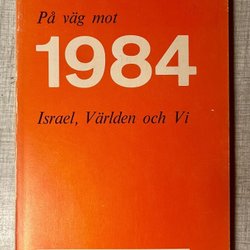 På väg mot
1984
Israel, Världen och Vi